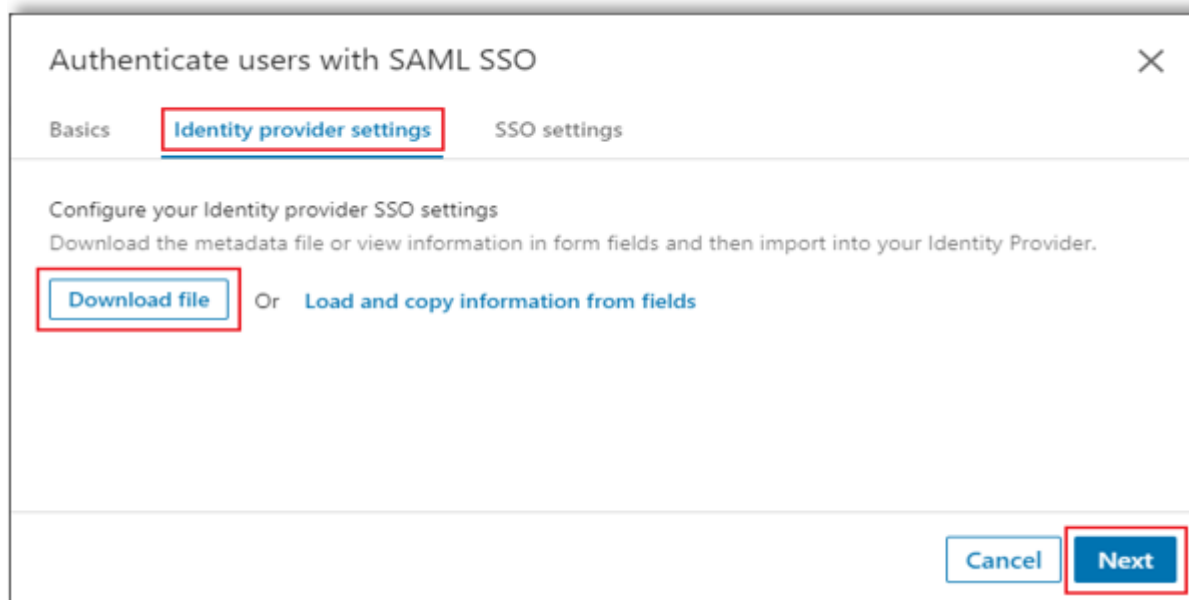 Authenticate users with SAML SSO
Basics Identity provider settings SSO settings
Configure your Identity provider SSO settings
Download the metadata file or view information in form fields and then import into your Identity Provider.
Download file Or Load and copy information from fields
Cancel Next